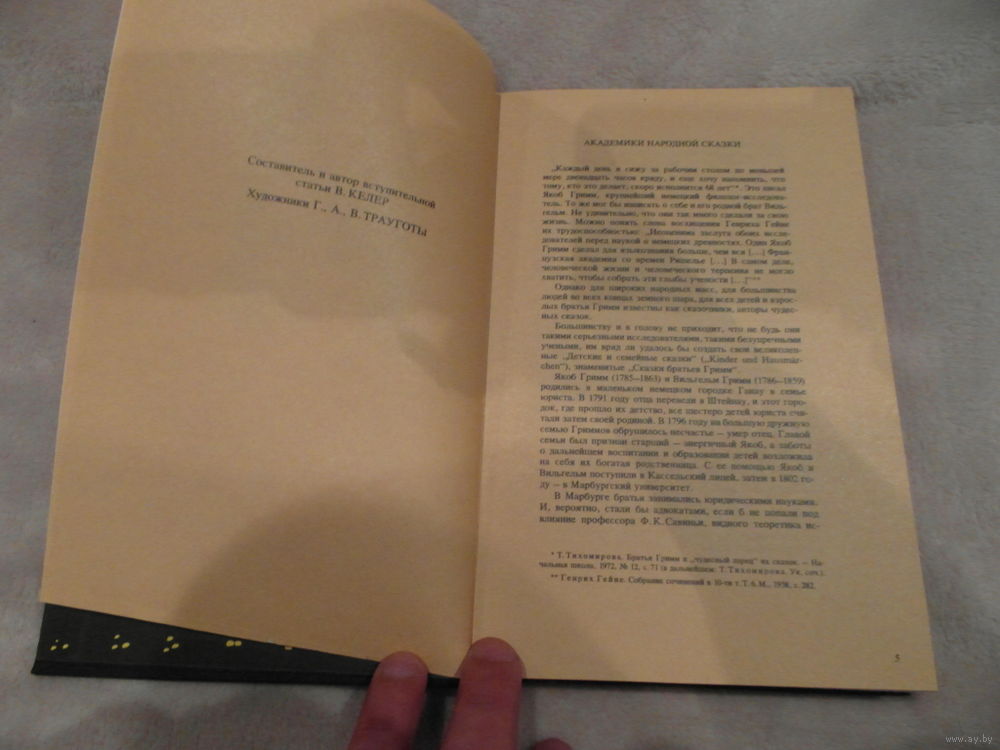 Составитель и автор вступительной
статьи В. КЕЛЕР
Художники Г., А., В. ТРАУГОТЫ
АКАДЕМИКИ НАРОДНОЙ СКАЗКИ
„Каждый день я сижу за рабочим столом по меньшей
мере двенадцать часов кряду, и еще хочу напомнить, что
тому, кто это делает, скоро исполнится 68 лет"*. Это писал
Якоб Гримм, крупнейший немецкий филолог-исследова-
тель. То же мог бы написать о себе и его родной брат Виль-
гельм. Не удивительно, что они так много сделали за свою
жизнь. Можно понять слова восхищения Генриха Гейне
их трудоспособностью: „Неоценима заслуга обоих иссле-
дователей перед наукой о немецких древностях. Один Якоб
Гримм сделал для языкознания больше, чем вся [...] Фран-
цузская академия со времен Ришелье [...] В самом деле,
человеческой жизни и человеческого терпения не могло
хватить, чтобы собрать эти глыбы учености [...]"**
Однако для широких народных масс, для большинства
людей во всех концах земного шара, для всех детей и взрос-
лых братья Гримм известны как сказочники, авторы чудес-
ных сказок.
Большинству и в голову не приходит, что не будь они
такими серьезными исследователями, такими безупречными
учеными, им вряд ли удалось бы создать свои великолеп-
ные „Детские и семейные сказки" („Kinder und Hausmär-
chen"), знаменитые „Сказки братьев Гримм".
Якоб Гримм (1785–1863) и Вильгельм Гримм (1786–1859)
родились в маленьком немецком городке Ганау в семье
юриста. В 1791 году отца перевели в Штейнау, и этот горо-
док, где прошло их детство, все шестеро детей юриста счи-
тали затем своей родиной. В 1796 году на большую дружную
семью Гриммов обрушилось несчастье – умер отец. Главой
семьи был признан старший – энергичный Якоб, а заботы
о дальнейшем воспитании и образовании детей возложила
на себя их богатая родственница. С ее помощью Якоб и
Вильгельм поступили в Кассельский лицей, затем в 1802 го-
ду – в Марбургский университет.
В Марбурге братья занимались юридическими науками.
И, вероятно, стали бы адвокатами, если б не попали под
влияние профессора Ф. К. Савиньи, видного теоретика ис-
* Т. Тихомирова. Братья Гримм и „чудесный заряд" их сказок. – На-
чальная школа, 1972, № 12, с. 71 (в дальнейшем: Т. Тихомирова. Ук. соч.).
** Генрих Гейне. Собрание сочинений в 10-ти т. Т. 6. М., 1958, с. 282.
5
www.ay.by